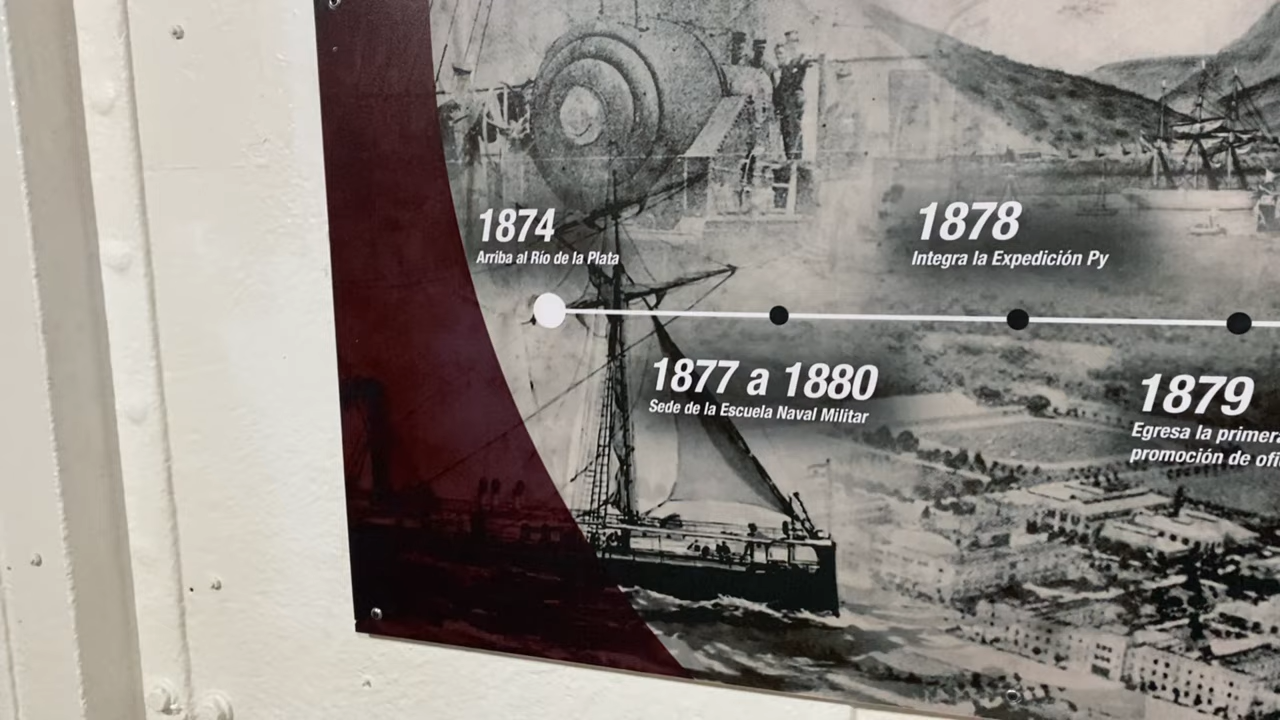 1874
Arriba al Río de la Plata
1877 a 1880
Sede de la Escuela Naval Militar
1878
Integra la Expedición Py
1879
Egresa la primera
promoción de ofi